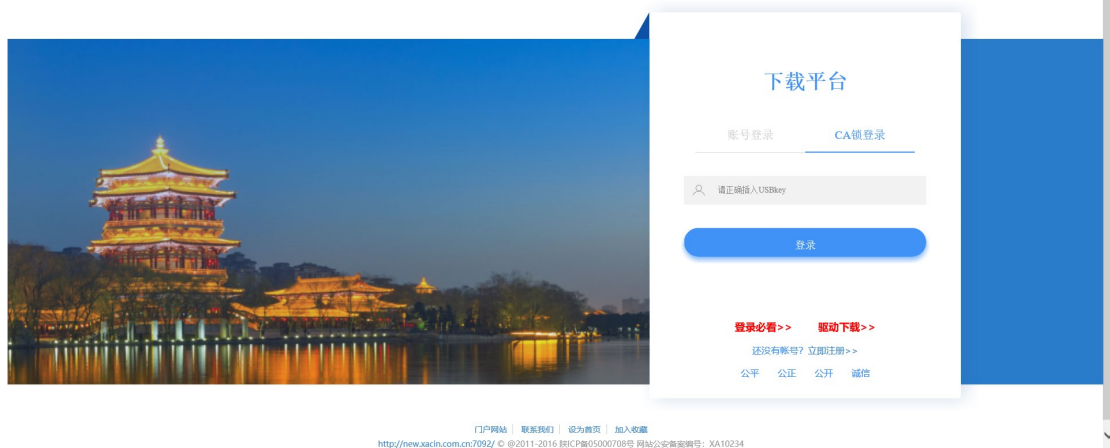 下载平台
账号登录 CA锁登录
请正确插入USBkey
登录
登录必看>> 驱动下载>>
还没有帐号？立即注册>>
公平 公正 公开 诚信
门户网站 联系我们 设为首页 加入收藏
http://new.xacin.com.cn:7092/ © @2011-2016 陕ICP备05000708号 网站公安备案编号：XA10234